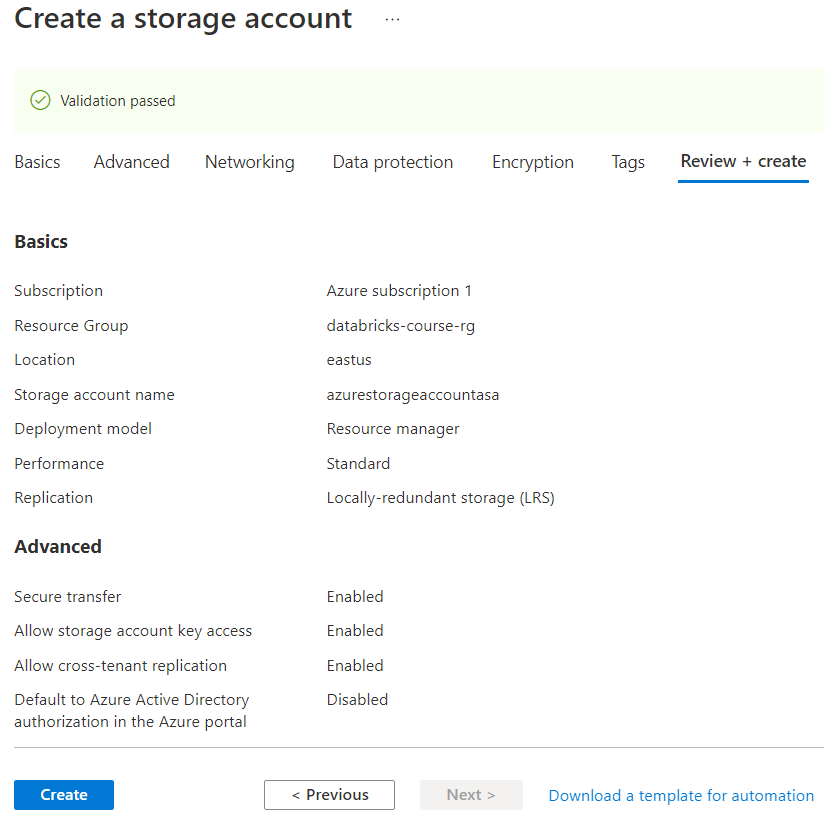 Create a storage account ...
Validation passed
Basics Advanced Networking Data protection Encryption Tags Review + create
Basics
Subscription Azure subscription 1
Resource Group databricks-course-rg
Location eastus
Storage account name azurestorageaccountasa
Deployment model Resource manager
Performance Standard
Replication Locally-redundant storage (LRS)
Advanced
Secure transfer Enabled
Allow storage account key access Enabled
Allow cross-tenant replication Enabled
Default to Azure Active Directory Disabled
authorization in the Azure portal
Create < Previous Next > Download a template for automation